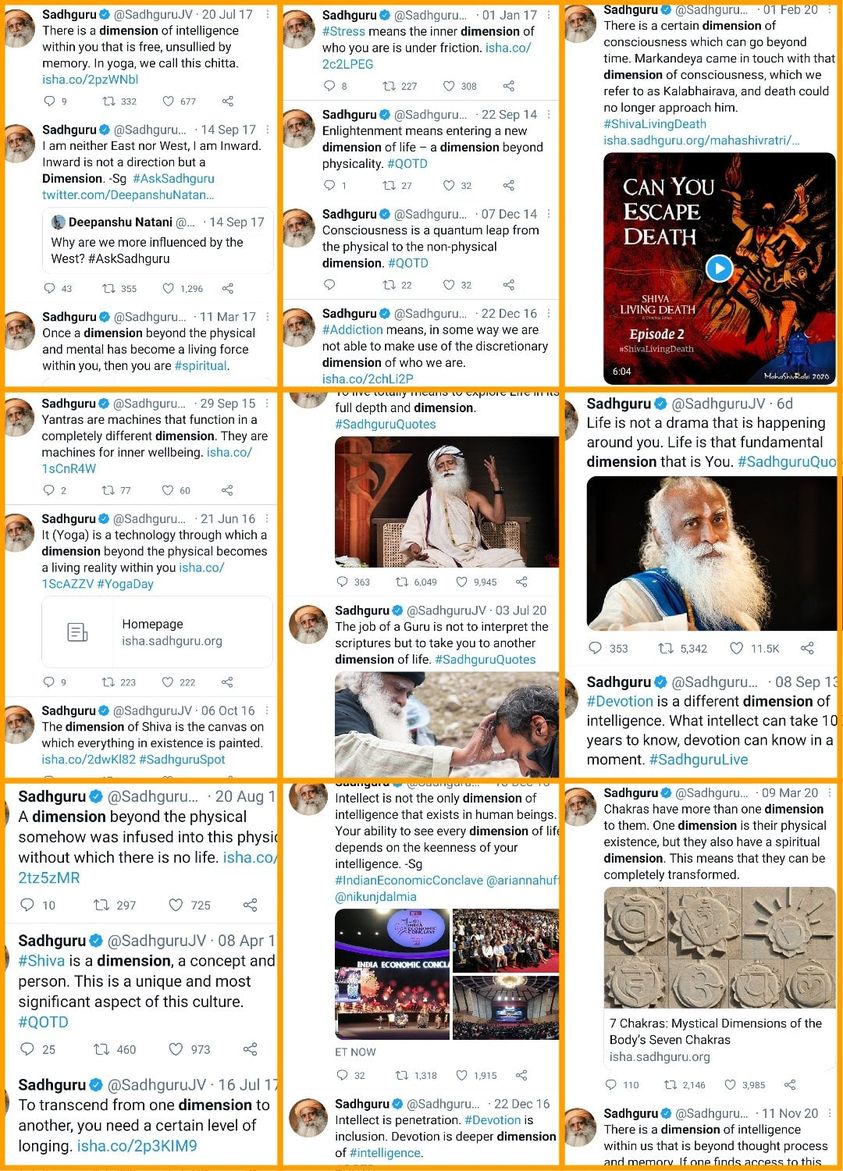 Sadhguru @SadhguruJV · 20 Jul 17
There is a dimension of intelligence
within you that is free, unsullied by
memory. In yoga, we call this chitta.
isha.co/2pzWNbl
9 332 677
Sadhguru @Sadhguru... · 14 Sep 17
I am neither East nor West, I am Inward.
Inward is not a direction but a
Dimension. -Sg #AskSadhguru
twitter.com/DeepanshuNatan...
Deepanshu Natani @... · 14 Sep 17
Why are we more influenced by the
West? #AskSadhguru
43 355 1,296
Sadhguru @Sadhguru... · 11 Mar 17
Once a dimension beyond the physical
and mental has become a living force
within you, then you are #spiritual.
Sadhguru @Sadhguru... · 01 Jan 17
#Stress means the inner dimension of
who you are is under friction. isha.co/
2c2LPEG
8 227 308
Sadhguru @Sadhguru... · 22 Sep 14
Enlightenment means entering a new
dimension of life – a dimension beyond
physicality. #QOTD
1 27 32
Sadhguru @Sadhguru... · 07 Dec 14
Consciousness is a quantum leap from
the physical to the non-physical
dimension. #QOTD
22 32
Sadhguru @Sadhguru... · 22 Dec 16
#Addiction means, in some way we are
not able to make use of the discretionary
dimension of who we are.
isha.co/2chLi2P
Sadhguru @Sadhguru... · 01 Feb 20
There is a certain dimension of
consciousness which can go beyond
time. Markandeya came in touch with that
dimension of consciousness, which we
refer to as Kalabhairava, and death could
no longer approach him.
#ShivaLivingDeath
isha.sadhguru.org/mahashivratri/...
CAN YOU
ESCAPE
DEATH
SHIVA
LIVING DEATH
Episode 2
#ShivaLivingDeath
6:04
MahaShivRatri 2020
Sadhguru @Sadhguru... · 29 Sep 15
Yantras are machines that function in a
completely different dimension. They are
machines for inner wellbeing. isha.co/
1sCnR4W
2 77 60
Sadhguru @Sadhguru... · 21 Jun 16
It (Yoga) is a technology through which a
dimension beyond the physical becomes
a living reality within you isha.co/
1ScAZZV #YogaDay
Homepage
isha.sadhguru.org
9 223 222
Sadhguru @Sadhguru... · 06 Oct 16
The dimension of Shiva is the canvas on
which everything in existence is painted.
isha.co/2dwKl82 #SadhguruSpot
To live totally means to explore Life in its
full depth and dimension.
#SadhguruQuotes
363 6,049 9,945
Sadhguru @SadhguruJV · 03 Jul 20
The job of a Guru is not to interpret the
scriptures but to take you to another
dimension of life. #SadhguruQuotes
Sadhguru @SadhguruJV · 6d
Life is not a drama that is happening
around you. Life is that fundamental
dimension that is You. #SadhguruQuo
353 5,342 11.5K
Sadhguru @Sadhguru... · 08 Sep 13
#Devotion is a different dimension of
intelligence. What intellect can take 10
years to know, devotion can know in a
moment. #SadhguruLive
Sadhguru @Sadhguru... · 20 Aug 1
A dimension beyond the physical
somehow was infused into this physic
without which there is no life. isha.co/
2tz5zMR
10 297 725
Sadhguru @SadhguruJV · 08 Apr 1
#Shiva is a dimension, a concept and
person. This is a unique and most
significant aspect of this culture.
#QOTD
25 460 973
Sadhguru @SadhguruJV · 16 Jul 17
To transcend from one dimension to
another, you need a certain level of
longing. isha.co/2p3KIM9
Intellect is not the only dimension of
intelligence that exists in human beings.
Your ability to see every dimension of life
depends on the keenness of your
intelligence. -Sg
#IndianEconomicConclave @ariannahuf
@nikunjdalmia
INDIA ECONOMIC CONCLA
ET NOW
32 1,318 1,915
Sadhguru @Sadhguru... · 22 Dec 16
Intellect is penetration. #Devotion is
inclusion. Devotion is deeper dimension
of #intelligence.
Sadhguru @Sadhguru... · 09 Mar 20
Chakras have more than one dimension
to them. One dimension is their physical
existence, but they also have a spiritual
dimension. This means that they can be
completely transformed.
7 Chakras: Mystical Dimensions of the
Body's Seven Chakras
isha.sadhguru.org
110 2,146 3,985
Sadhguru @Sadhguru... · 11 Nov 20
There is a dimension of intelligence
within us that is beyond thought process
and memory. If one finds access to this